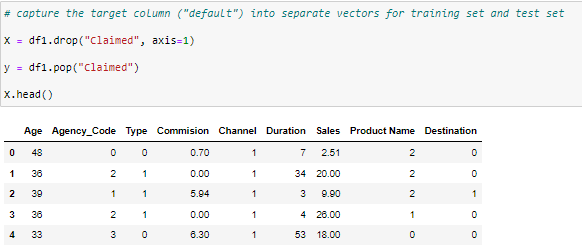 # capture the target column ("default") into separate vectors for training set and test set
X = df1.drop("Claimed", axis=1)
y = df1.pop("Claimed")
X.head()
Age Agency_Code Type Commision Channel Duration Sales Product Name Destination
0 48 0 0 0.70 1 7 2.51 2 0
1 36 2 1 0.00 1 34 20.00 2 0
2 39 1 1 5.94 1 3 9.90 2 1
3 36 2 1 0.00 1 4 26.00 1 0
4 33 3 0 6.30 1 53 18.00 0 0